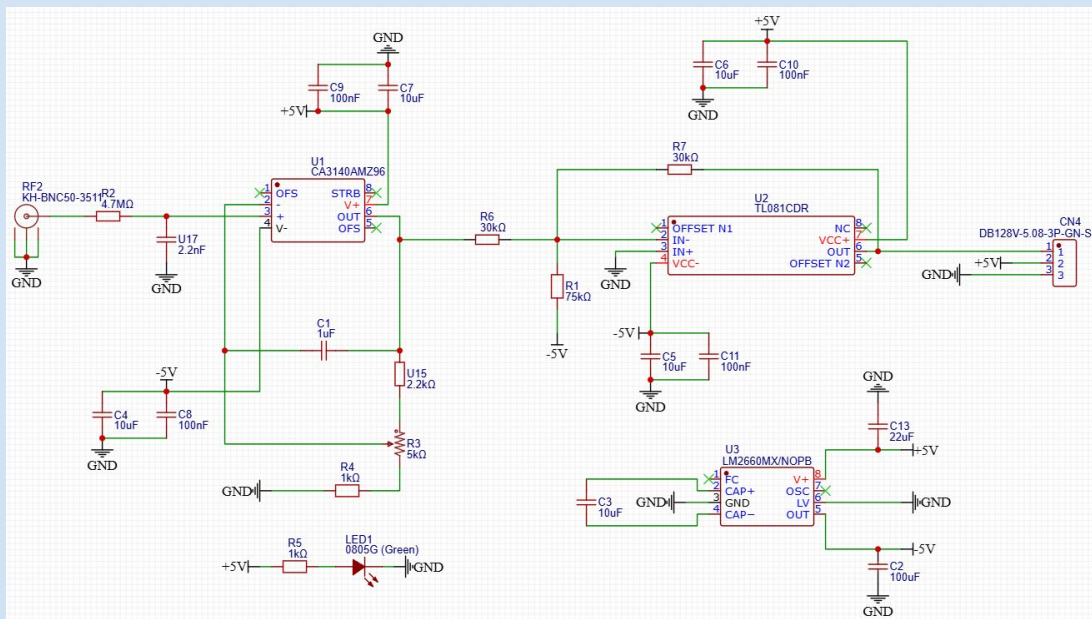 +5V
GND
C6
10uF
C10
100nF
GND
C9
100nF
C7
10uF
+5V
R7
30kΩ
U1
CA3140AMZ96
RF2
KH-BNC50-3511
R2
4.7MΩ
1
OFS
STRB
8
2
-
V+
7
3
+
OUT
6
4
V-
OFS
5
U2
TL081CDR
1
OFFSET N1
NC
8
2
IN-
VCC+
7
3
IN+
OUT
6
4
VCC-
OFFSET N2
5
CN4
DB128V-5.08-3P-GN-S
1
1
2
2
3
3
+5V
GND
R6
30kΩ
U17
2.2nF
GND
GND
GND
R1
75kΩ
-5V
C1
1uF
-5V
C5
10uF
C11
100nF
GND
-5V
U15
2.2kΩ
C4
10uF
C8
100nF
GND
R3
5kΩ
R4
1kΩ
GND
GND
C13
22uF
+5V
U3
LM2660MX/NOPB
1
FC
V+
8
2
CAP+
OSC
7
3
GND
LV
6
4
CAP−
OUT
5
C3
10uF
GND
GND
-5V
C2
100uF
GND
R5
1kΩ
LED1
0805G (Green)
+5V
GND